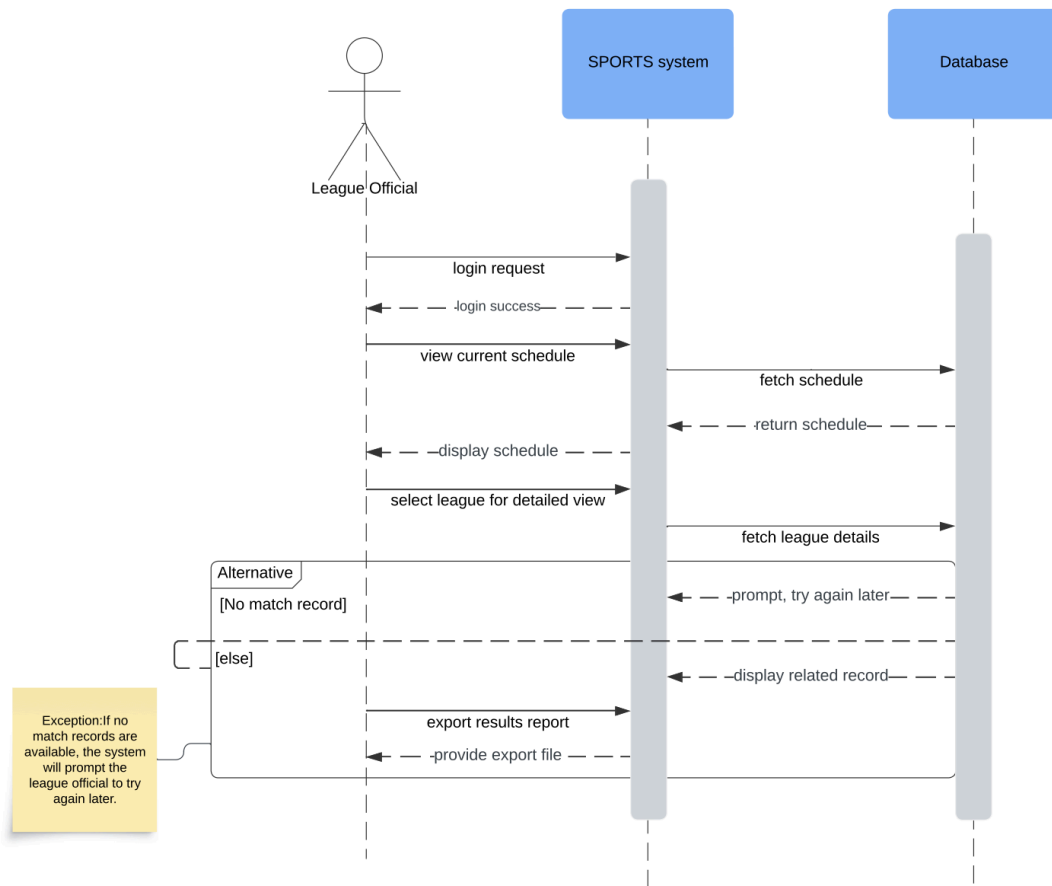 SPORTS system
Database
League Official
login request
login success
view current schedule
fetch schedule
return schedule
display schedule
select league for detailed view
fetch league details
Alternative
[No match record]
prompt, try again later
[else]
display related record
Exception:If no
match records are
available, the system
will prompt the
league official to try
again later.
export results report
provide export file